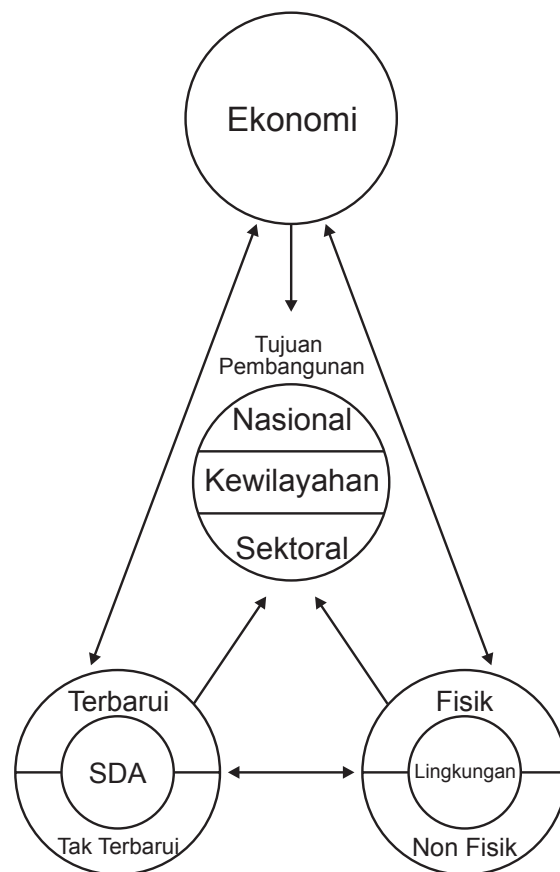 Ekonomi
Tujuan
Pembangunan
Nasional
Kewilayahan
Sektoral
Terbarui
SDA
Tak Terbarui
Fisik
Lingkungan
Non Fisik